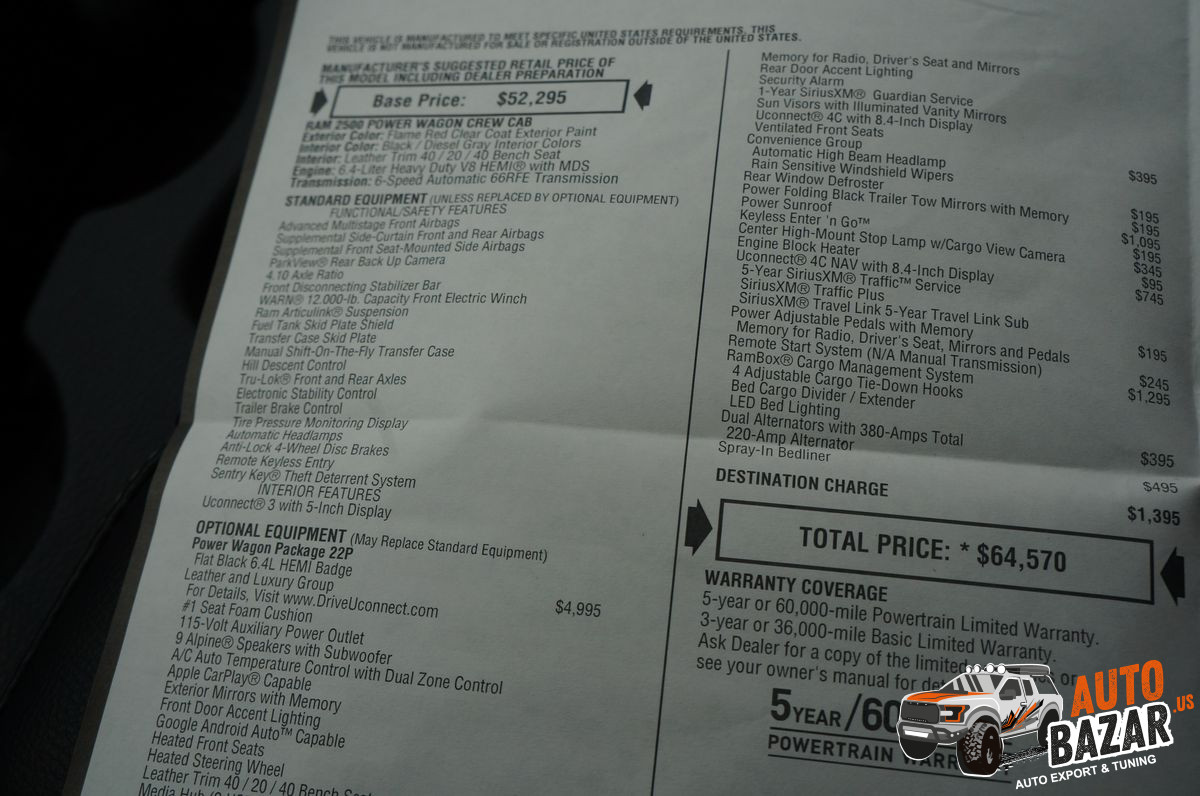 THIS VEHICLE IS MANUFACTURED TO MEET SPECIFIC UNITED STATES REQUIREMENTS. THIS
VEHICLE IS NOT MANUFACTURED FOR SALE OR REGISTRATION OUTSIDE OF THE UNITED STATES.
MANUFACTURER'S SUGGESTED RETAIL PRICE OF
THIS MODEL INCLUDING DEALER PREPARATION
Base Price: $52,295
RAM 2500 POWER WAGON CREW CAB
Exterior Color: Flame Red Clear Coat Exterior Paint
Interior Color: Black / Diesel Gray Interior Colors
Interior: Leather Trim 40 / 20 / 40 Bench Seat
Engine: 6.4-Liter Heavy Duty V8 HEMI® with MDS
Transmission: 6-Speed Automatic 66RFE Transmission
STANDARD EQUIPMENT (UNLESS REPLACED BY OPTIONAL EQUIPMENT)
FUNCTIONAL/SAFETY FEATURES
Advanced Multistage Front Airbags
Supplemental Side-Curtain Front and Rear Airbags
Supplemental Front Seat-Mounted Side Airbags
ParkView® Rear Back Up Camera
4.10 Axle Ratio
Front Disconnecting Stabilizer Bar
WARN® 12,000-lb. Capacity Front Electric Winch
Ram Articulink® Suspension
Fuel Tank Skid Plate Shield
Transfer Case Skid Plate
Manual Shift-On-The-Fly Transfer Case
Hill Descent Control
Tru-Lok® Front and Rear Axles
Electronic Stability Control
Trailer Brake Control
Tire Pressure Monitoring Display
Automatic Headlamps
Anti-Lock 4-Wheel Disc Brakes
Remote Keyless Entry
Sentry Key® Theft Deterrent System
INTERIOR FEATURES
Uconnect® 3 with 5-Inch Display
OPTIONAL EQUIPMENT (May Replace Standard Equipment)
Power Wagon Package 22P
Flat Black 6.4L HEMI Badge
Leather and Luxury Group $4,995
For Details, Visit www.DriveUconnect.com
#1 Seat Foam Cushion
115-Volt Auxiliary Power Outlet
9 Alpine® Speakers with Subwoofer
A/C Auto Temperature Control with Dual Zone Control
Apple CarPlay® Capable
Exterior Mirrors with Memory
Front Door Accent Lighting
Google Android Auto™ Capable
Heated Front Seats
Heated Steering Wheel
Leather Trim 40 / 20 / 40 Bench Seat
Media Hub
Memory for Radio, Driver's Seat and Mirrors
Rear Door Accent Lighting
Security Alarm
1-Year SiriusXM® Guardian Service
Sun Visors with Illuminated Vanity Mirrors
Uconnect® 4C with 8.4-Inch Display
Ventilated Front Seats
Convenience Group $395
Automatic High Beam Headlamp
Rain Sensitive Windshield Wipers
Rear Window Defroster $195
Power Folding Black Trailer Tow Mirrors with Memory $195
Power Sunroof $1,095
Keyless Enter 'n Go™ $195
Center High-Mount Stop Lamp w/Cargo View Camera $345
Engine Block Heater $95
Uconnect® 4C NAV with 8.4-Inch Display $745
5-Year SiriusXM® Traffic™ Service
SiriusXM® Traffic Plus
SiriusXM® Travel Link 5-Year Travel Link Sub
Power Adjustable Pedals with Memory $195
Memory for Radio, Driver's Seat, Mirrors and Pedals
Remote Start System (N/A Manual Transmission) $245
RamBox® Cargo Management System $1,295
4 Adjustable Cargo Tie-Down Hooks
Bed Cargo Divider / Extender
LED Bed Lighting
Dual Alternators with 380-Amps Total $395
220-Amp Alternator
Spray-In Bedliner $495
DESTINATION CHARGE $1,395
TOTAL PRICE: * $64,570
WARRANTY COVERAGE
5-year or 60,000-mile Powertrain Limited Warranty.
3-year or 36,000-mile Basic Limited Warranty.
Ask Dealer for a copy of the limited or
see your owner's manual for
5 YEAR/60
POWERTRAIN
AUTO
BAZAR.US
AUTO EXPORT & TUNING